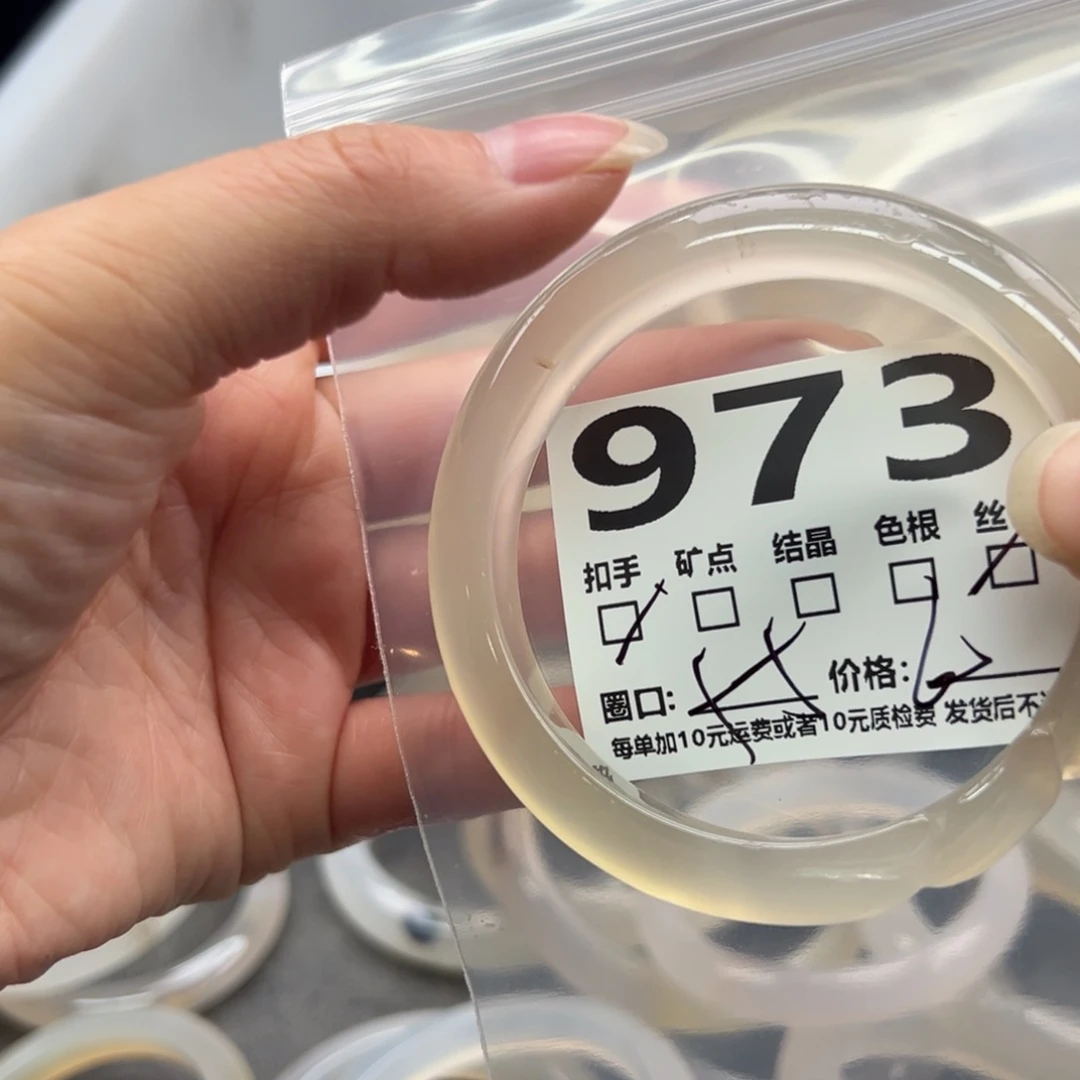 973
扣手 矿点 结晶 色根 丝
圈口: 价格:
每单加10元运费或者10元质检费 发货后不